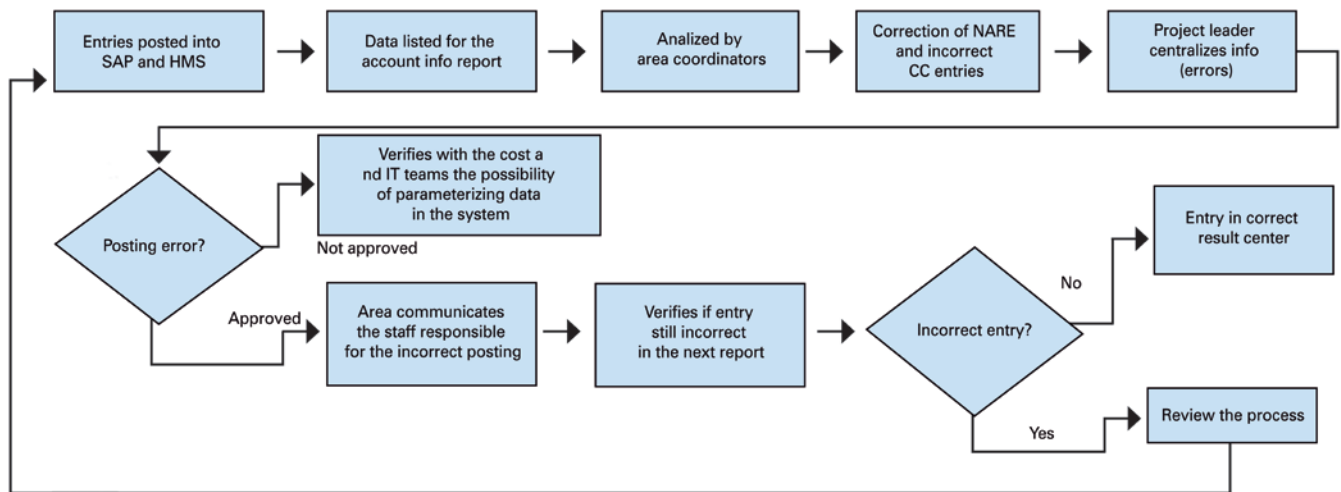 Entries posted into
SAP and HMS
Data listed for the
account info report
Analized by
area coordinators
Correction of NARE
and incorrect
CC entries
Project leader
centralizes info
(errors)
Posting error?
Verifies with the cost a
nd IT teams the possibility
of parameterizing data
in the system
Not approved
Approved
Area communicates
the staff responsible
for the incorrect posting
Verifies if entry
still incorrect
in the next report
Incorrect entry?
No
Entry in correct
result center
Yes
Review the process